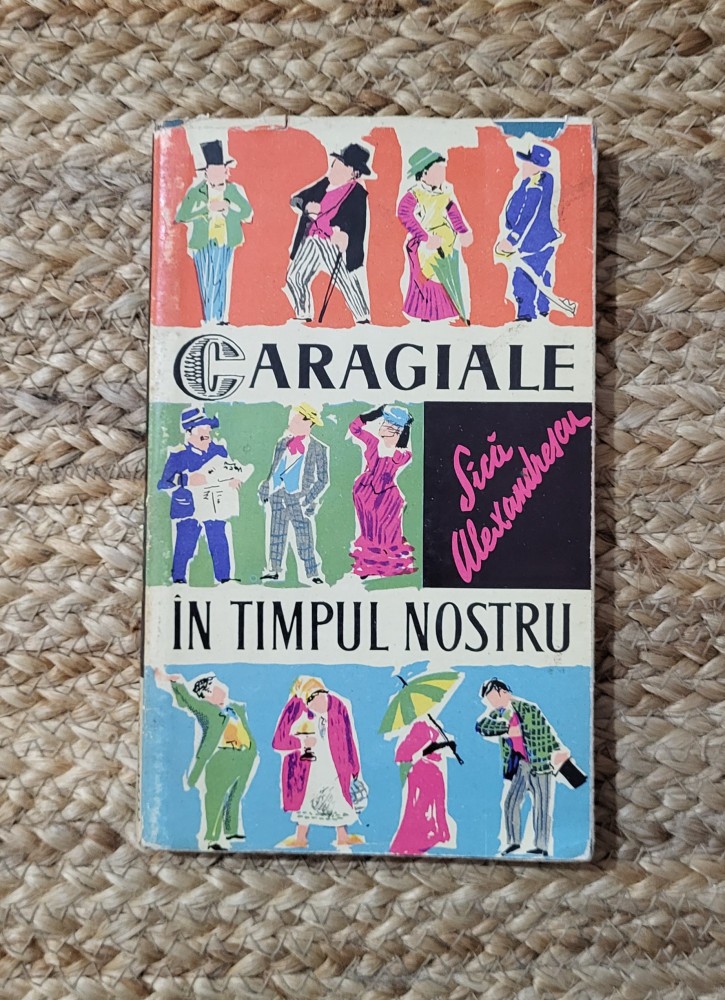 CARAGIALE
Sică
Alexandrescu
ÎN TIMPUL NOSTRU